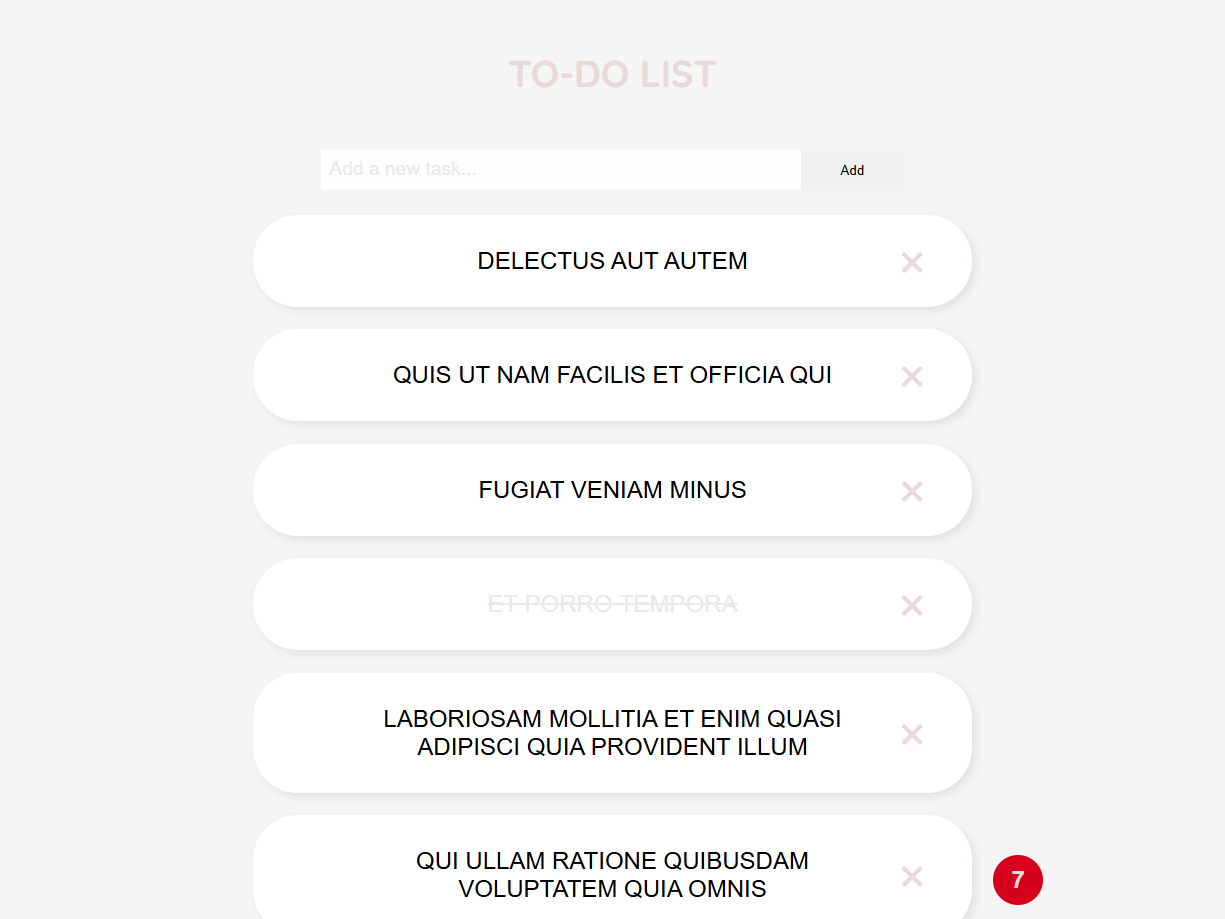 TO-DO LIST
Add a new task...
Add
DELECTUS AUT AUTEM
QUIS UT NAM FACILIS ET OFFICIA QUI
FUGIAT VENIAM MINUS
ET PORRO TEMPORA
LABORIOSAM MOLLITIA ET ENIM QUASI
ADIPISCI QUIA PROVIDENT ILLUM
QUI ULLAM RATIONE QUIBUSDAM
VOLUPTATEM QUIA OMNIS
7